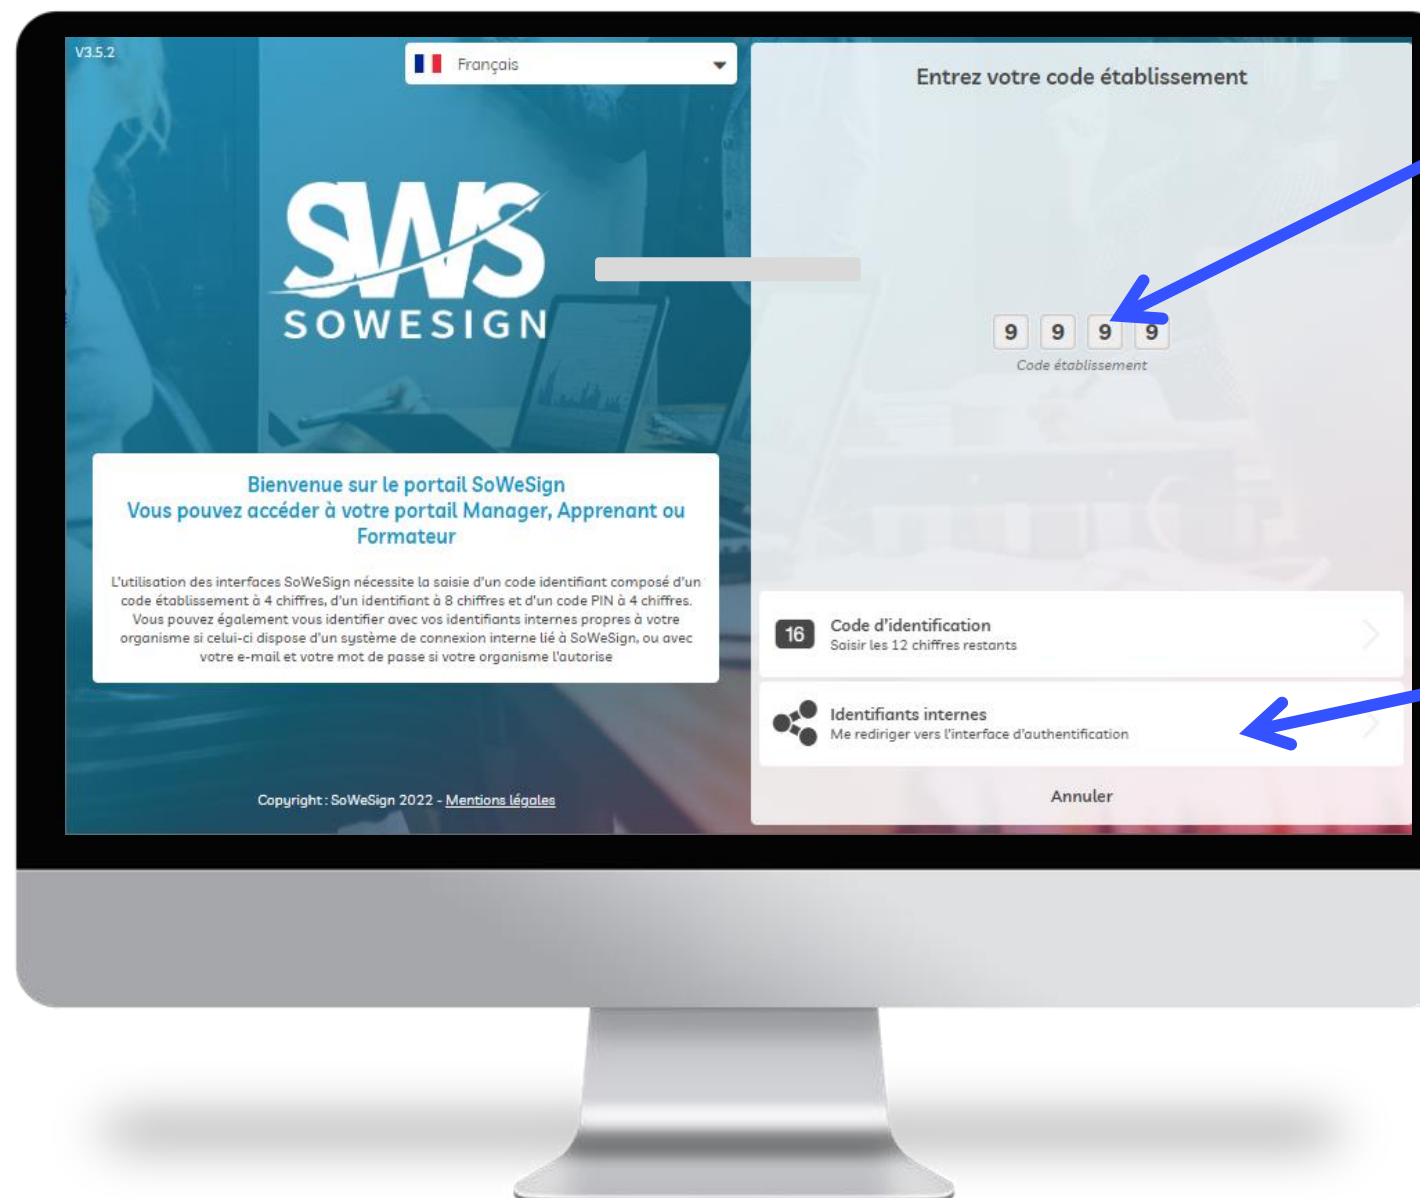 V3.5.2
Français
SWS
SOWESIGN
Bienvenue sur le portail SoWeSign
Vous pouvez accéder à votre portail Manager, Apprenant ou
Formateur
L'utilisation des interfaces SoWeSign nécessite la saisie d'un code identifiant composé d'un
code établissement à 4 chiffres, d'un identifiant à 8 chiffres et d'un code PIN à 4 chiffres.
Vous pouvez également vous identifier avec vos identifiants internes propres à votre
organisme si celui-ci dispose d'un système de connexion interne lié à SoWeSign, ou avec
votre e-mail et votre mot de passe si votre organisme l'autorise
Copyright : SoWeSign 2022 - Mentions légales
Entrez votre code établissement
9 9 9 9
Code établissement
16
Code d'identification
Saisir les 12 chiffres restants
Identifiants internes
Me rediriger vers l'interface d'authentification
Annuler